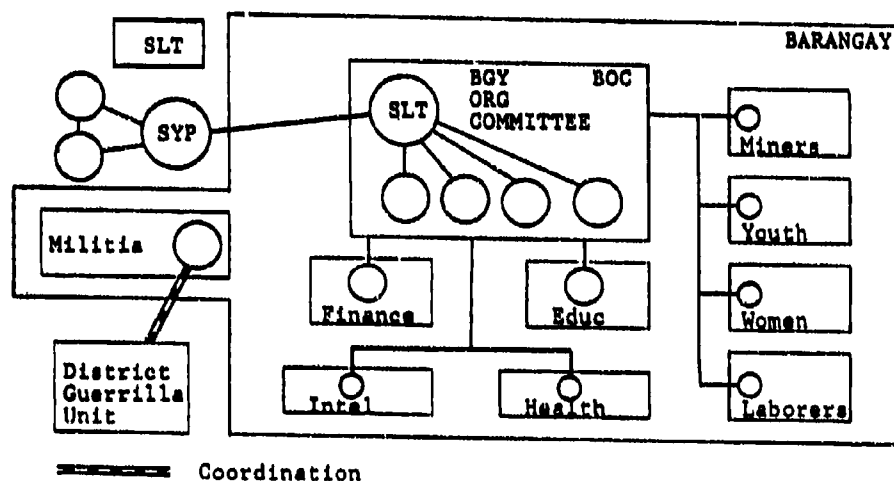 SLT
BARANGAY
SYP
SLT
BGY BOC
ORG
COMMITTEE
Miners
Militia
Youth
Finance
Educ
Women
District
Guerrilla
Unit
Intel
Health
Laborers
Coordination